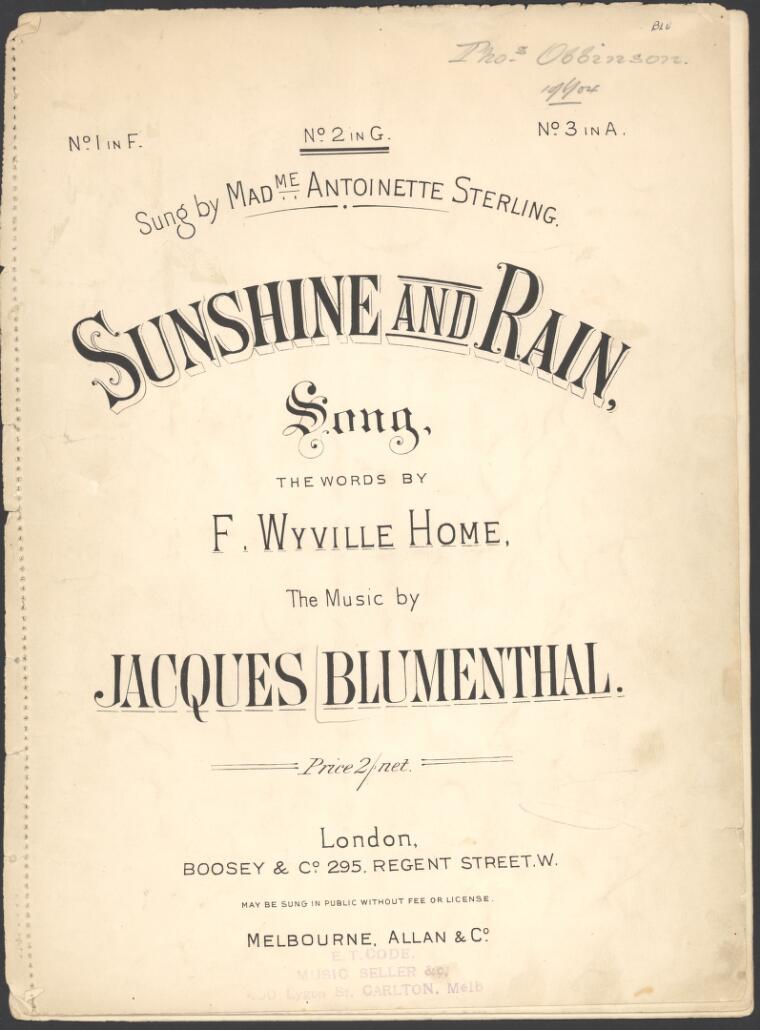 BLU
Thos Obbinson.
No. 1 IN F.
No. 2 IN G.
No. 3 IN A.
Sung by MADME ANTOINETTE STERLING.
SUNSHINE AND RAIN,
Song,
THE WORDS BY
F. WYVILLE HOME,
The Music by
JACQUES BLUMENTHAL.
Price 2/ net.
London,
BOOSEY & Co. 295, REGENT STREET. W.
MAY BE SUNG IN PUBLIC WITHOUT FEE OR LICENSE.
MELBOURNE, ALLAN & Co.
E. T. CODE,
MUSIC SELLER &c,
Lygon St. CARLTON. Melb